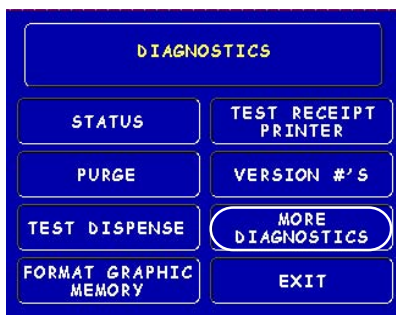 DIAGNOSTICS
STATUS
TEST RECEIPT
PRINTER
PURGE
VERSION #'S
TEST DISPENSE
MORE
DIAGNOSTICS
FORMAT GRAPHIC
MEMORY
EXIT